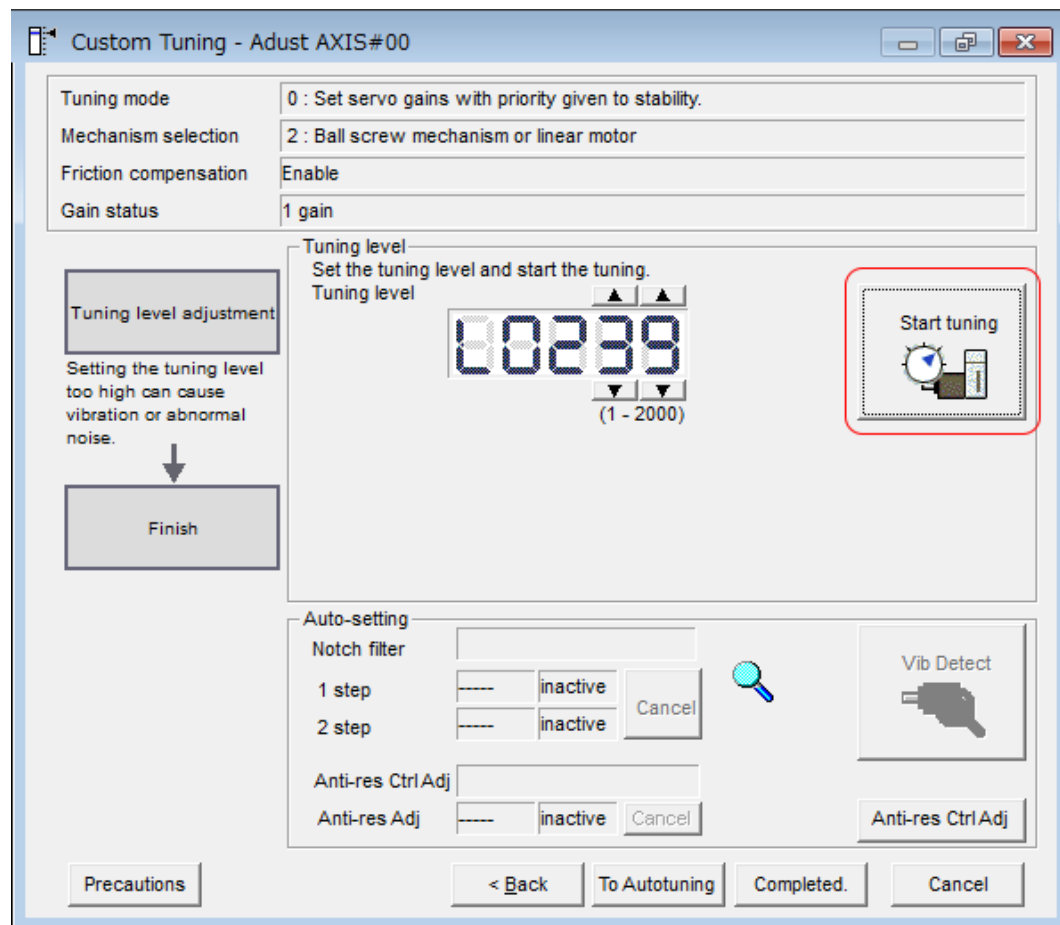 Custom Tuning - Adust AXIS#00
Tuning mode
0 : Set servo gains with priority given to stability.
Mechanism selection
2 : Ball screw mechanism or linear motor
Friction compensation
Enable
Gain status
1 gain
Tuning level adjustment
Setting the tuning level
too high can cause
vibration or abnormal
noise.
Finish
Tuning level
Set the tuning level and start the tuning.
Tuning level
L0239
(1 - 2000)
Start tuning
Auto-setting
Notch filter
1 step
-----
inactive
2 step
-----
inactive
Cancel
Vib Detect
Anti-res Ctrl Adj
Anti-res Adj
-----
inactive
Cancel
Anti-res Ctrl Adj
Precautions
< Back
To Autotuning
Completed.
Cancel